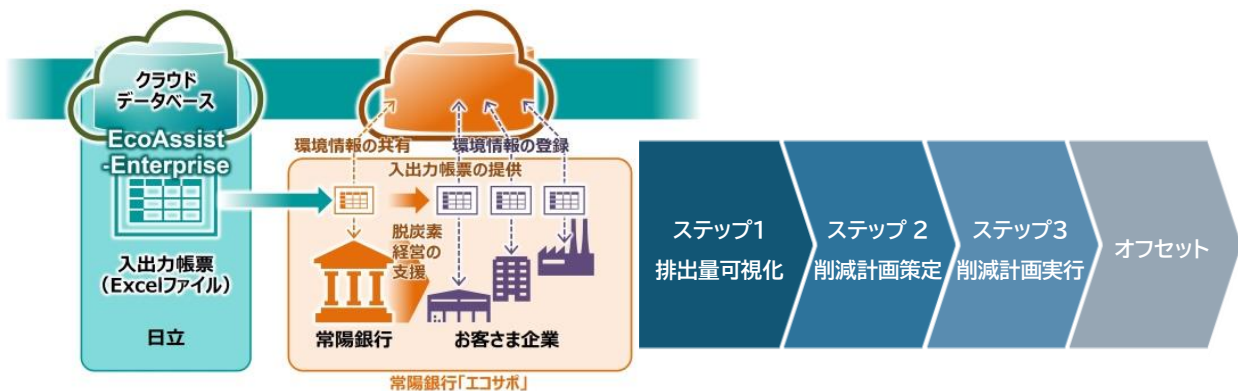 クラウド
データベース
EcoAssist
-Enterprise
入出力帳票
（Excelファイル）
日立
環境情報の共有
環境情報の登録
入出力帳票の提供
脱炭素
経営の
支援
常陽銀行
お客さま企業
常陽銀行「エコサポ」
ステップ1
排出量可視化
ステップ 2
削減計画策定
ステップ3
削減計画実行
オフセット